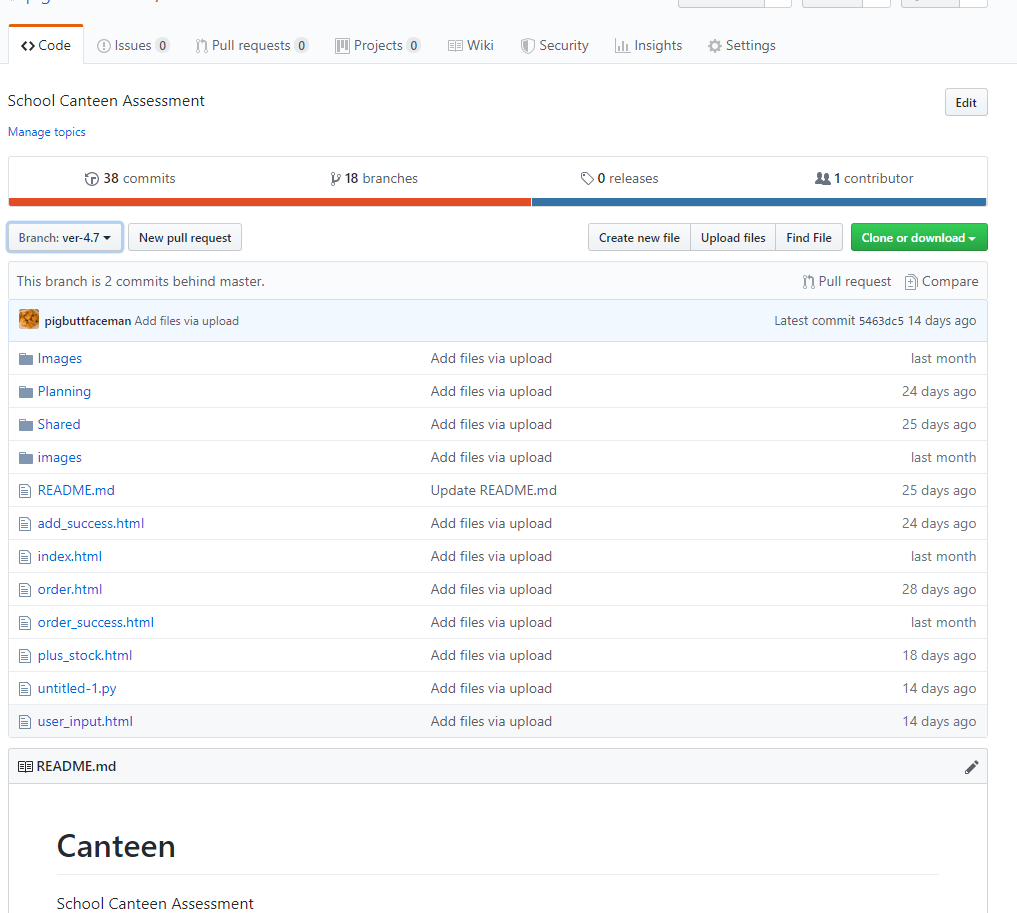 Code Issues 0 Pull requests 0 Projects 0 Wiki Security Insights Settings
School Canteen Assessment
Edit
Manage topics
38 commits 18 branches 0 releases 1 contributor
Branch: ver-4.7 New pull request Create new file Upload files Find File Clone or download
This branch is 2 commits behind master. Pull request Compare
pigbuttfaceman Add files via upload Latest commit 5463dc5 14 days ago
Images Add files via upload last month
Planning Add files via upload 24 days ago
Shared Add files via upload 25 days ago
images Add files via upload last month
README.md Update README.md 25 days ago
add_success.html Add files via upload 24 days ago
index.html Add files via upload last month
order.html Add files via upload 28 days ago
order_success.html Add files via upload last month
plus_stock.html Add files via upload 18 days ago
untitled-1.py Add files via upload 14 days ago
user_input.html Add files via upload 14 days ago
README.md
Canteen
School Canteen Assessment